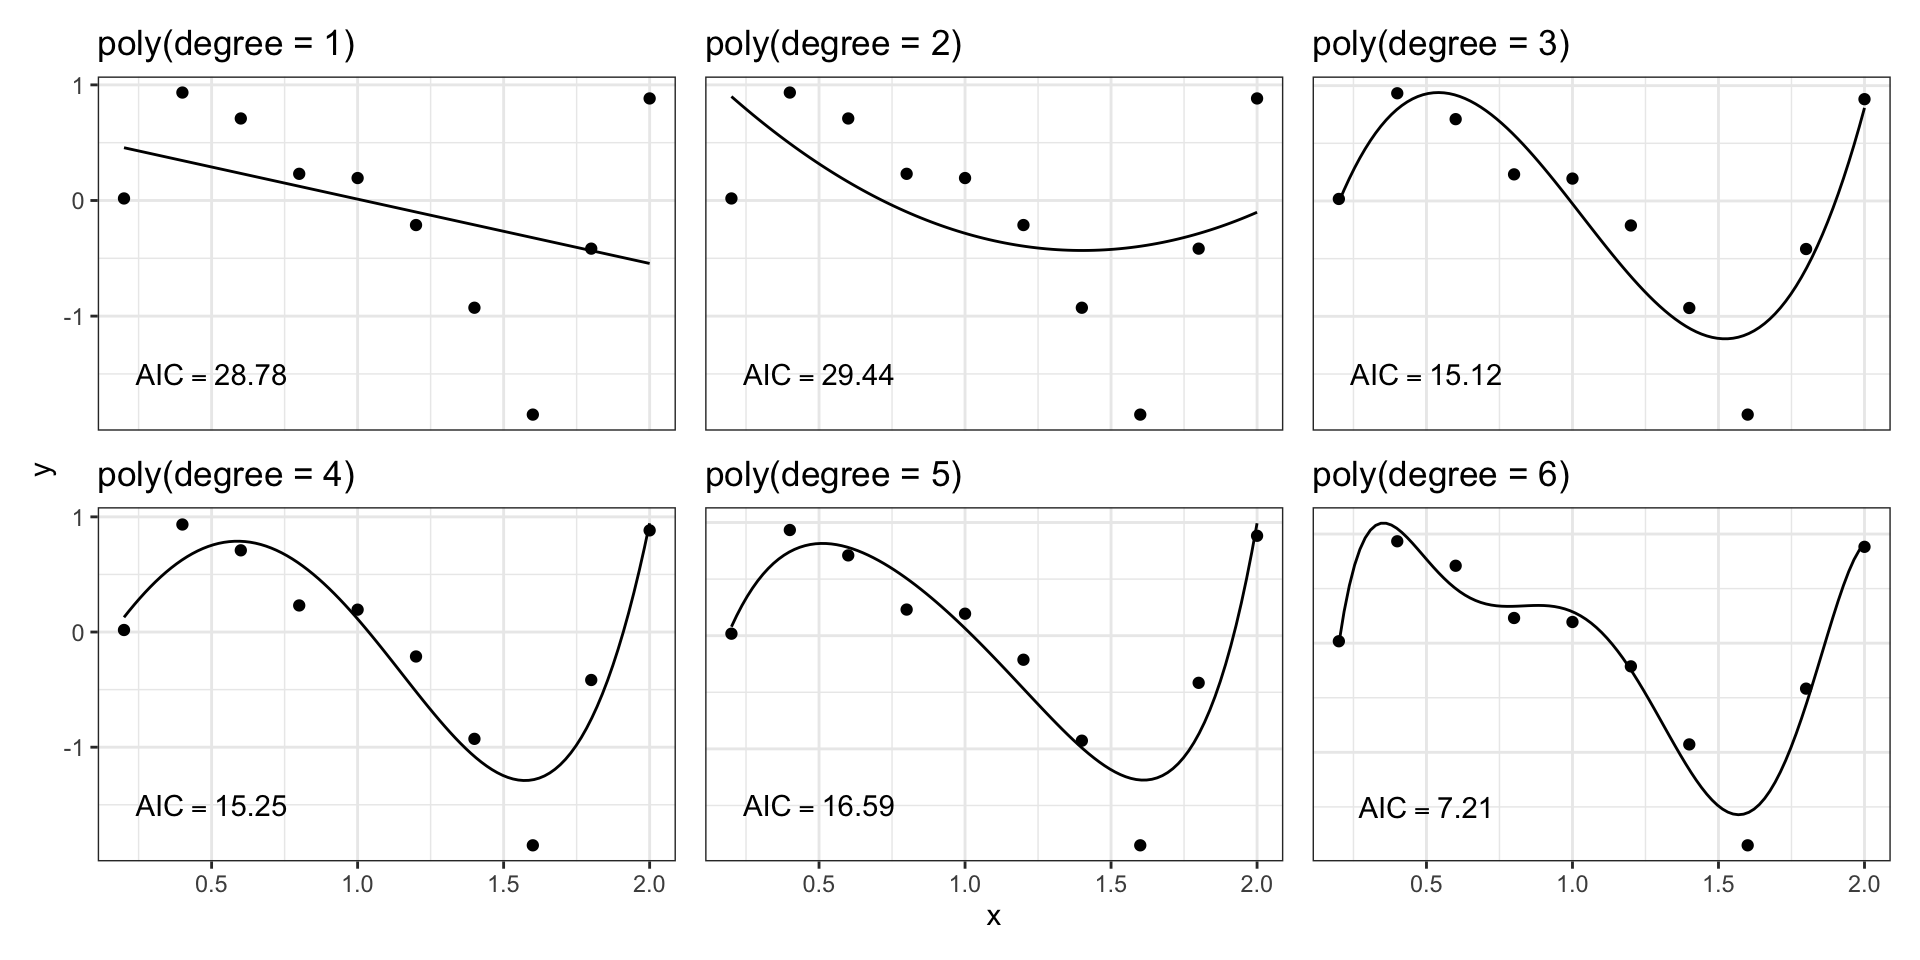 poly(degree = 1)
poly(degree = 2)
poly(degree = 3)
1
0
-1
AIC = 28.78
AIC = 29.44
AIC = 15.12
y
poly(degree = 4)
poly(degree = 5)
poly(degree = 6)
1
0
-1
AIC = 15.25
AIC = 16.59
AIC = 7.21
0.5 1.0 1.5 2.0
0.5 1.0 1.5 2.0
0.5 1.0 1.5 2.0
x